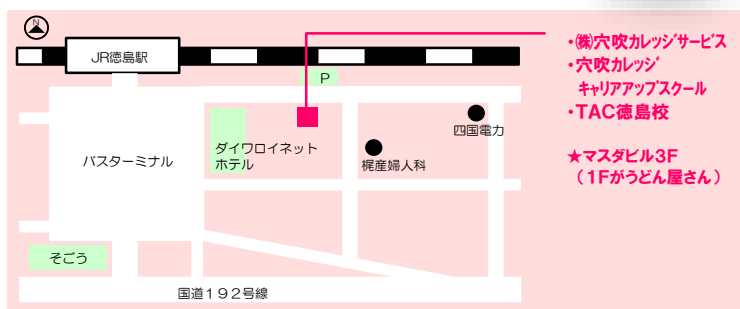 N
JR徳島駅
P
・㈱穴吹カレッジサービス
・穴吹カレッジ
キャリアアップスクール
・TAC徳島校
四国電力
ダイワロイネット
ホテル
梶産婦人科
バスターミナル
★マスダビル3F
(1Fがうどん屋さん)
そごう
国道192号線